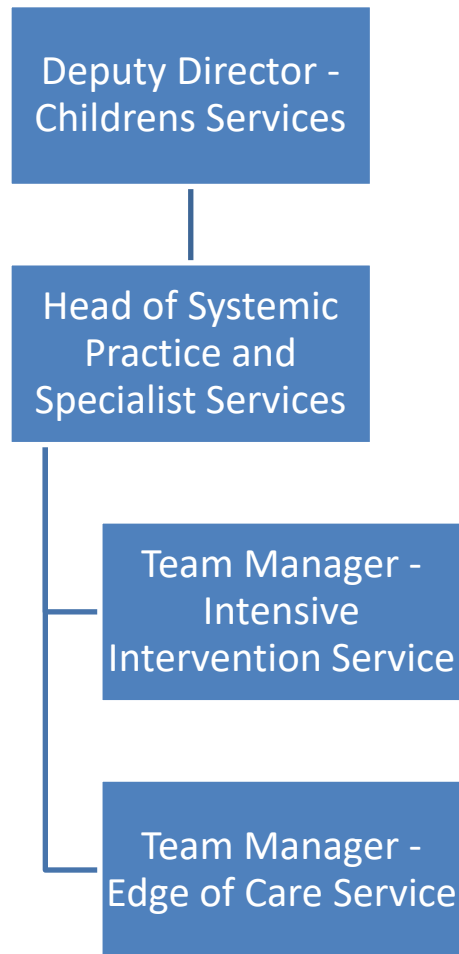 Deputy Director -
Childrens Services
Head of Systemic
Practice and
Specialist Services
Team Manager -
Intensive
Intervention Service
Team Manager -
Edge of Care Service